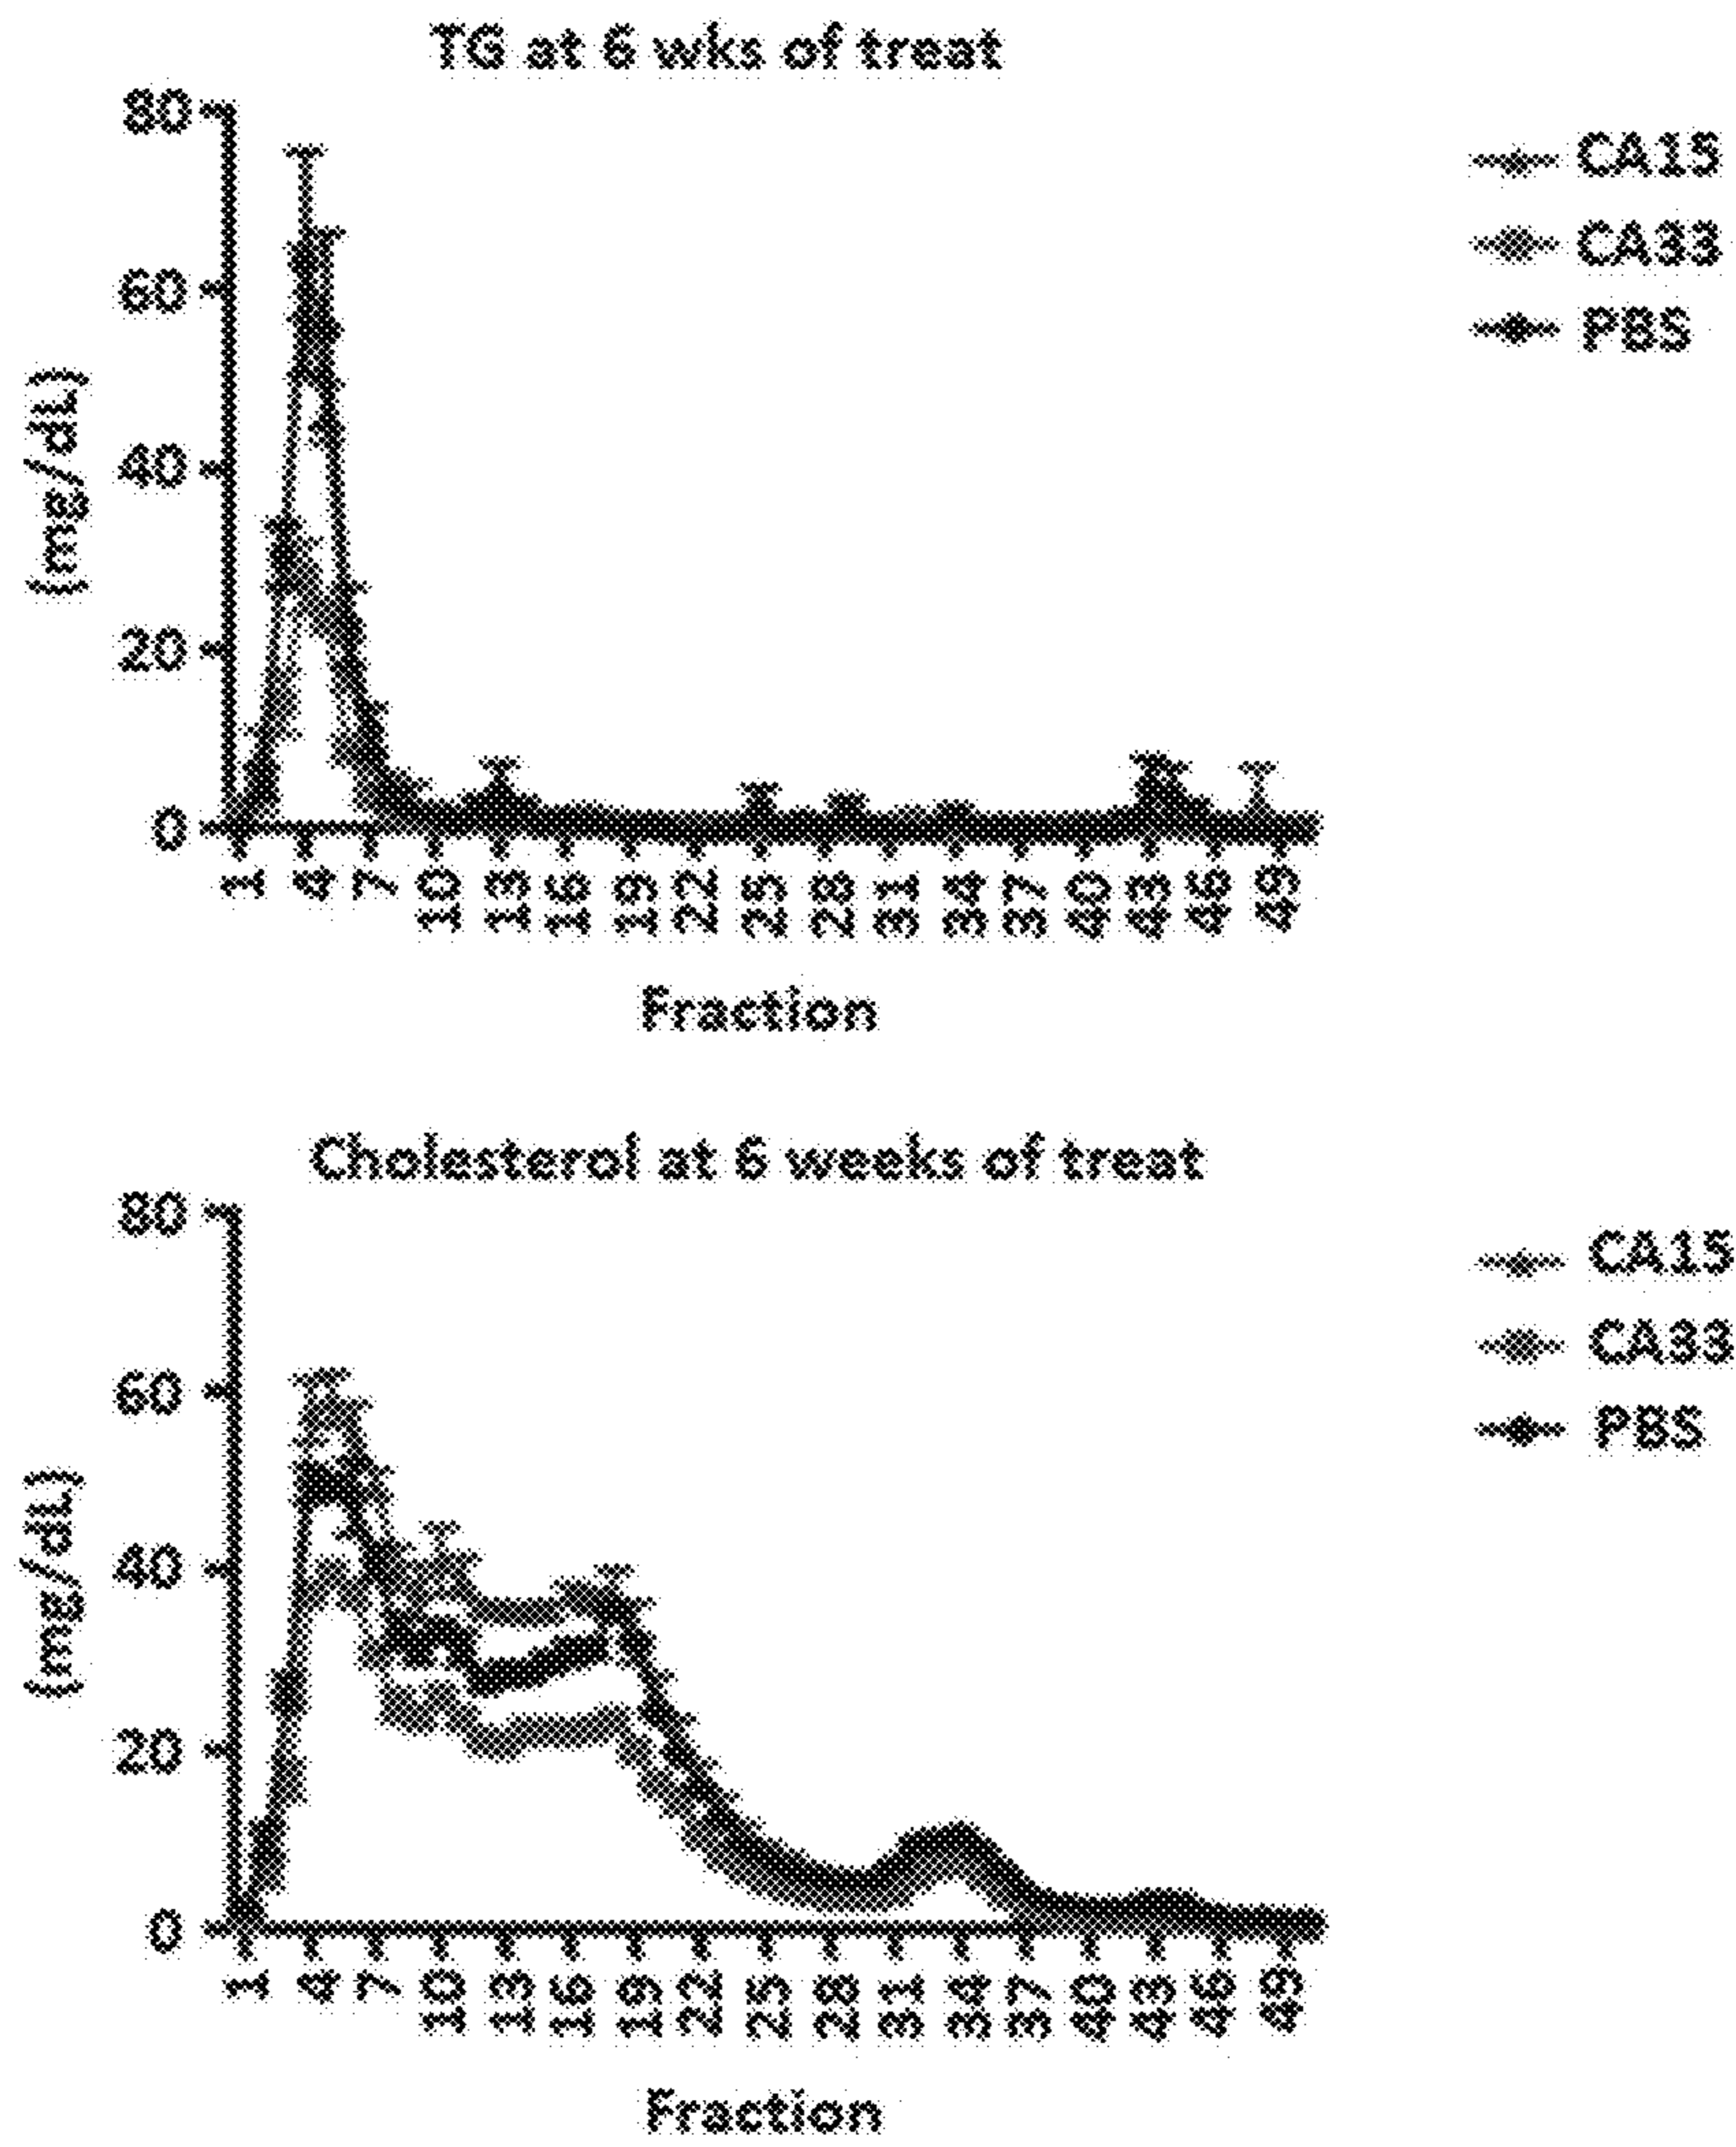 TG at 6 wks of treat
80
60
40
20
0
(mg/dL)
CA15
CA33
PBS
1 4 7 10 13 16 19 22 25 28 31 34 37 40 43 46 49
Fraction
Cholesterol at 6 weeks of treat
80
60
40
20
0
(mg/dL)
CA15
CA33
PBS
1 4 7 10 13 16 19 22 25 28 31 34 37 40 43 46 49
Fraction